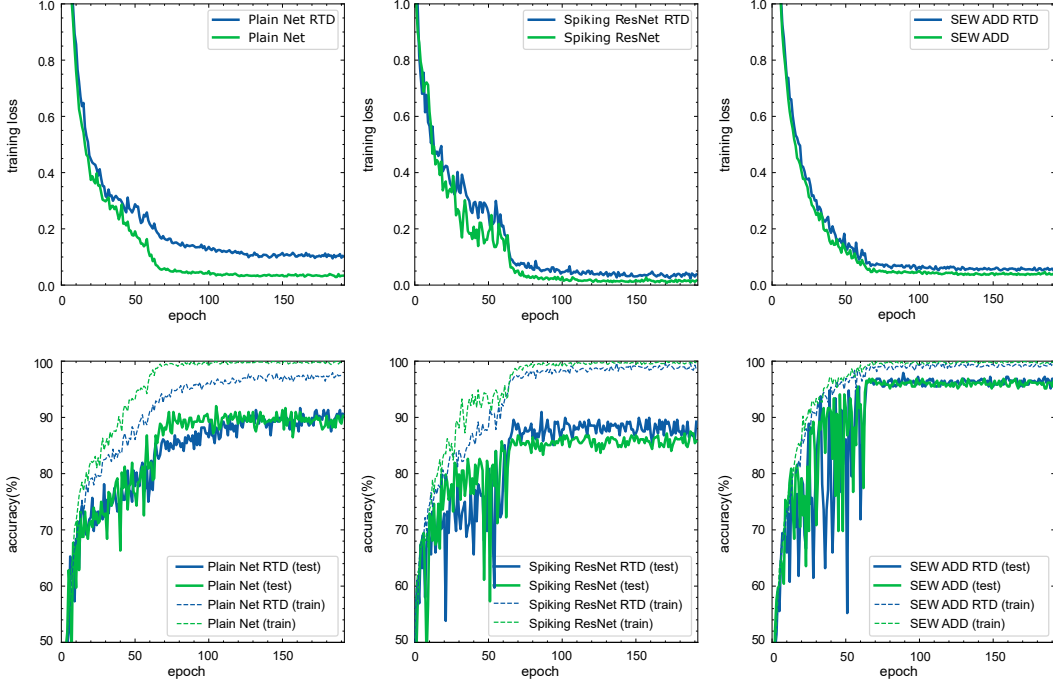 Plain Net RTD
Plain Net
1.0
0.8
0.6
0.4
0.2
0.0
training loss
0
50
100
150
epoch
Spiking ResNet RTD
Spiking ResNet
1.0
0.8
0.6
0.4
0.2
0.0
training loss
0
50
100
150
epoch
SEW ADD RTD
SEW ADD
1.0
0.8
0.6
0.4
0.2
0.0
training loss
0
50
100
150
epoch
100
90
80
70
60
50
accuracy(%)
Plain Net RTD (test)
Plain Net (test)
Plain Net RTD (train)
Plain Net (train)
0
50
100
150
epoch
100
90
80
70
60
50
accuracy(%)
Spiking ResNet RTD (test)
Spiking ResNet (test)
Spiking ResNet RTD (train)
Spiking ResNet (train)
0
50
100
150
epoch
100
90
80
70
60
50
accuracy(%)
SEW ADD RTD (test)
SEW ADD (test)
SEW ADD RTD (train)
SEW ADD (train)
0
50
100
150
epoch